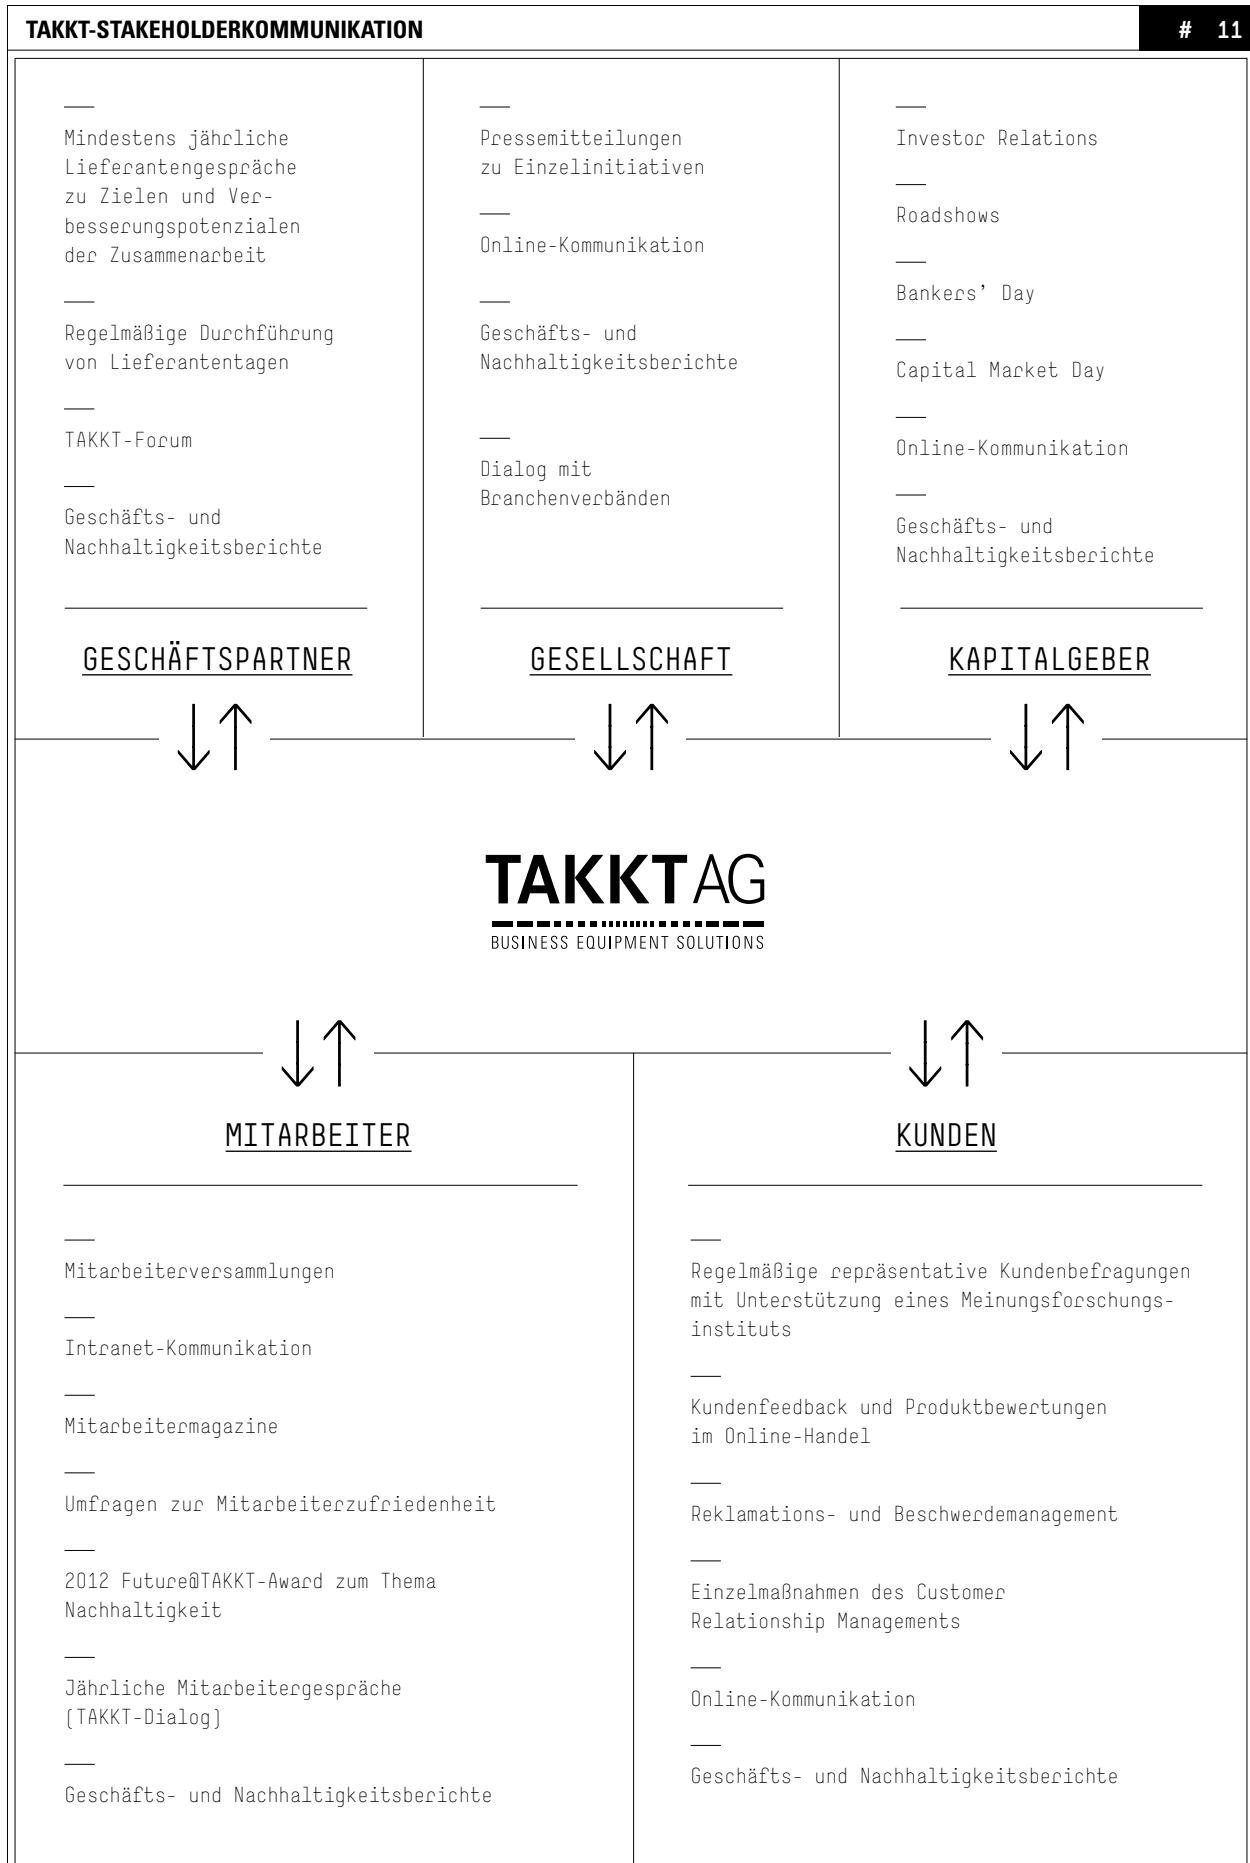 TAKKT-STAKEHOLDERKOMMUNIKATION
# 11
Mindestens jährliche
Lieferantengespräche
zu Zielen und Ver-
besserungspotenzialen
der Zusammenarbeit
Regelmäßige Durchführung
von Lieferantentagen
TAKKT-Forum
Geschäfts- und
Nachhaltigkeitsberichte
GESCHÄFTSPARTNER
Pressemitteilungen
zu Einzelinitiativen
Online-Kommunikation
Geschäfts- und
Nachhaltigkeitsberichte
Dialog mit
Branchenverbänden
GESELLSCHAFT
Investor Relations
Roadshows
Bankers’ Day
Capital Market Day
Online-Kommunikation
Geschäfts- und
Nachhaltigkeitsberichte
KAPITALGEBER
TAKKT AG
BUSINESS EQUIPMENT SOLUTIONS
MITARBEITER
Mitarbeiterversammlungen
Intranet-Kommunikation
Mitarbeitermagazine
Umfragen zur Mitarbeiterzufriedenheit
2012 Future@TAKKT-Award zum Thema
Nachhaltigkeit
Jährliche Mitarbeitergespräche
(TAKKT-Dialog)
Geschäfts- und Nachhaltigkeitsberichte
KUNDEN
Regelmäßige repräsentative Kundenbefragungen
mit Unterstützung eines Meinungsforschungs-
instituts
Kundenfeedback und Produktbewertungen
im Online-Handel
Reklamations- und Beschwerdemanagement
Einzelmaßnahmen des Customer
Relationship Managements
Online-Kommunikation
Geschäfts- und Nachhaltigkeitsberichte